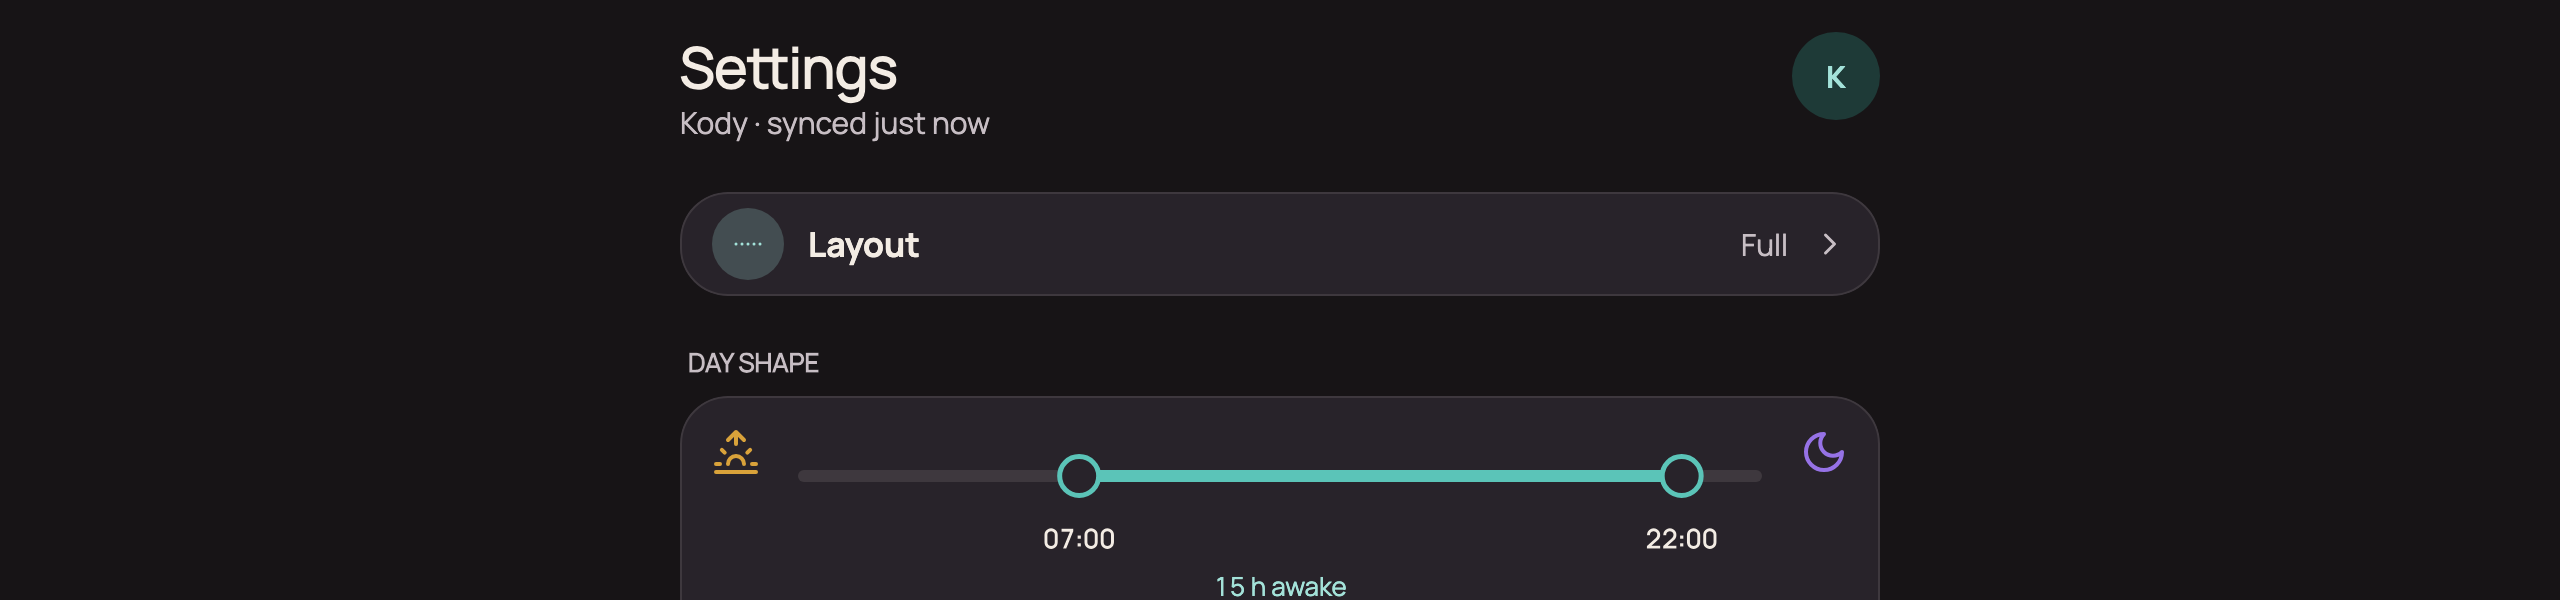 Settings
K
Kody · synced just now
Layout
Full
DAY SHAPE
07:00
22:00
15 h awake